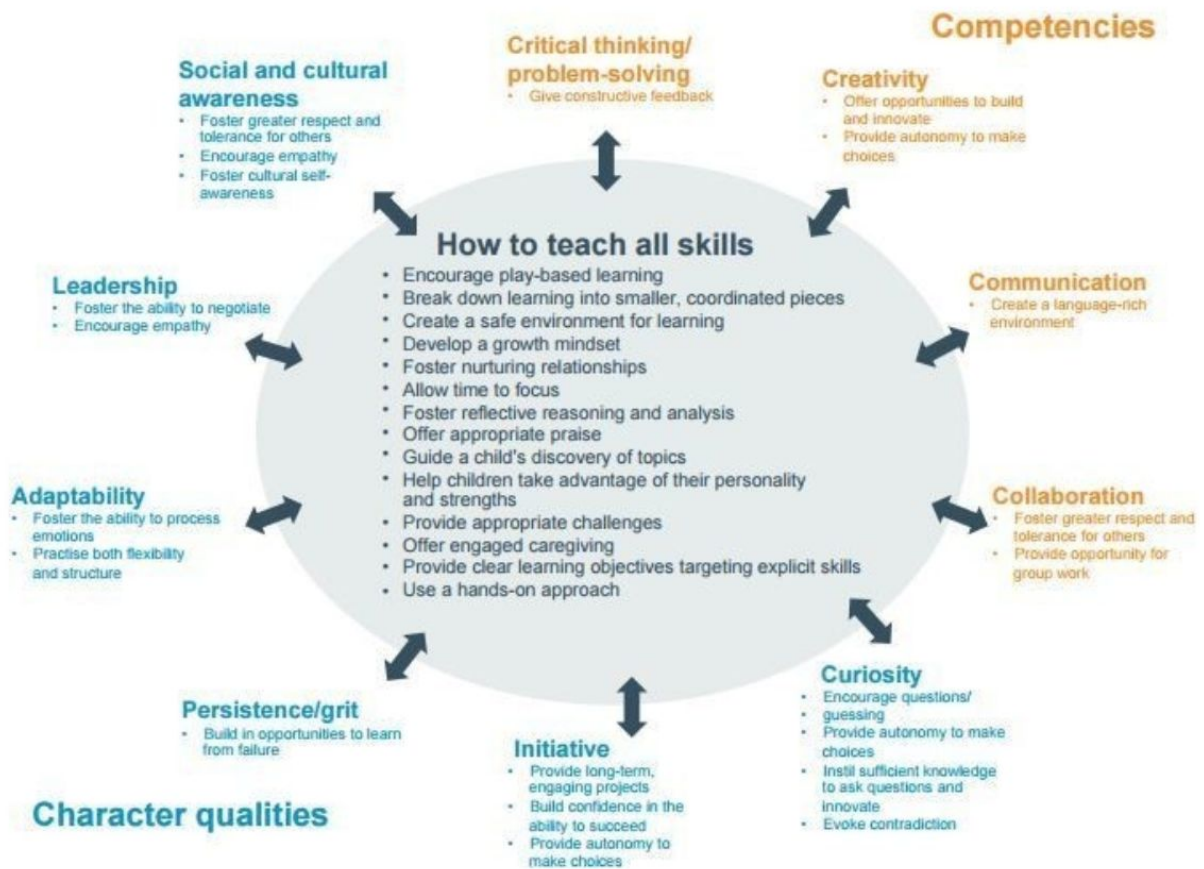 Competencies
Critical thinking/
problem-solving
• Give constructive feedback
Creativity
• Offer opportunities to build
and innovate
• Provide autonomy to make
choices
Social and cultural
awareness
• Foster greater respect and
tolerance for others
• Encourage empathy
• Foster cultural self-
awareness
How to teach all skills
• Encourage play-based learning
• Break down learning into smaller, coordinated pieces
• Create a safe environment for learning
• Develop a growth mindset
• Foster nurturing relationships
• Allow time to focus
• Foster reflective reasoning and analysis
• Offer appropriate praise
• Guide a child's discovery of topics
• Help children take advantage of their personality
and strengths
• Provide appropriate challenges
• Offer engaged caregiving
• Provide clear learning objectives targeting explicit skills
• Use a hands-on approach
Leadership
• Foster the ability to negotiate
• Encourage empathy
Communication
• Create a language-rich
environment
Adaptability
• Foster the ability to process
emotions
• Practise both flexibility
and structure
Collaboration
• Foster greater respect and
tolerance for others
• Provide opportunity for
group work
Persistence/grit
• Build in opportunities to learn
from failure
Initiative
• Provide long-term,
engaging projects
• Build confidence in the
ability to succeed
• Provide autonomy to
make choices
Curiosity
• Encourage questions/
• guessing
• Provide autonomy to make
choices
• Instil sufficient knowledge
to ask questions and
innovate
• Evoke contradiction
Character qualities